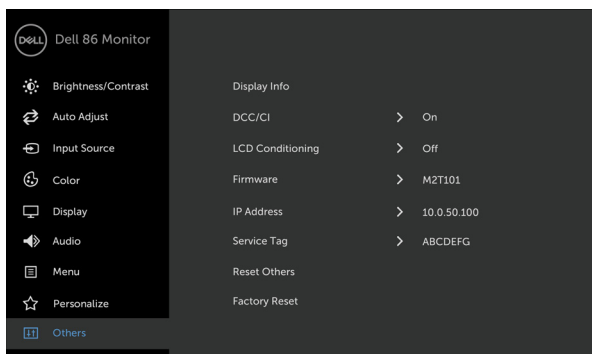 DELL Dell 86 Monitor
Brightness/Contrast
Auto Adjust
Input Source
Color
Display
Audio
Menu
Personalize
Others
Display Info
DCC/CI > On
LCD Conditioning > Off
Firmware > M2T101
IP Address > 10.0.50.100
Service Tag > ABCDEFG
Reset Others
Factory Reset